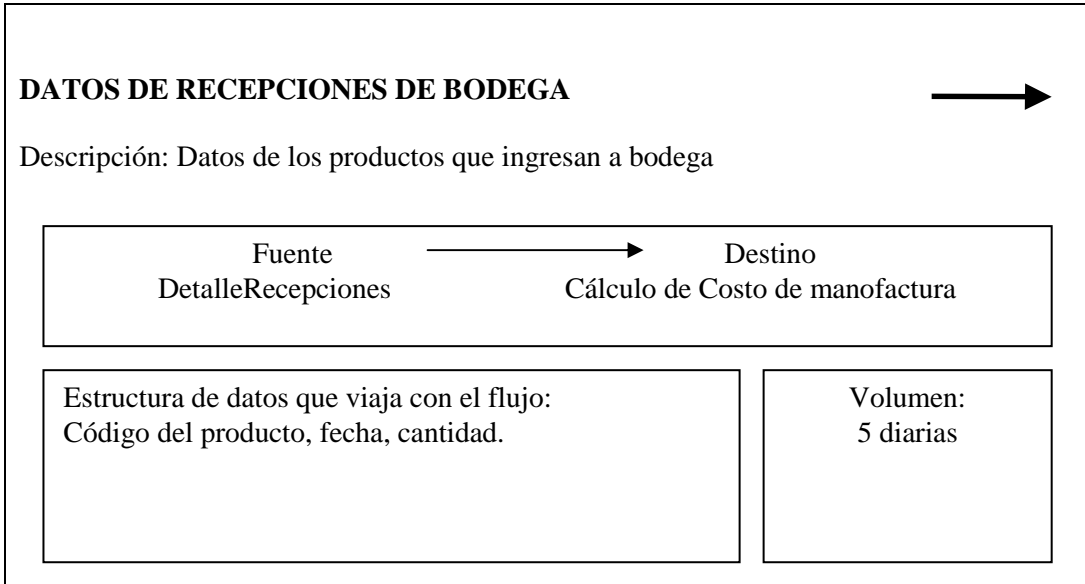 DATOS DE RECEPCIONES DE BODEGA
Descripción: Datos de los productos que ingresan a bodega
Fuente Destino
DetalleRecepciones Cálculo de Costo de manofactura
Estructura de datos que viaja con el flujo:
Código del producto, fecha, cantidad.
Volumen:
5 diarias